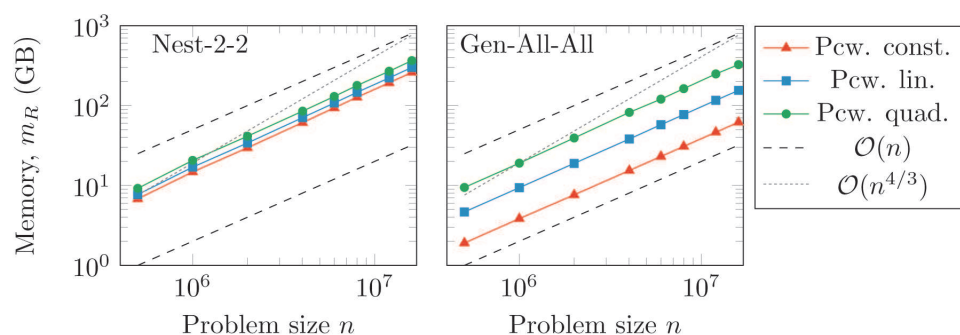 Memory, m_R (GB)
10^3
10^2
10^1
10^0
Nest-2-2
10^6
10^7
Problem size n
Gen-All-All
10^6
10^7
Problem size n
Pcw. const.
Pcw. lin.
Pcw. quad.
𝒪(n)
𝒪(n^{4/3})